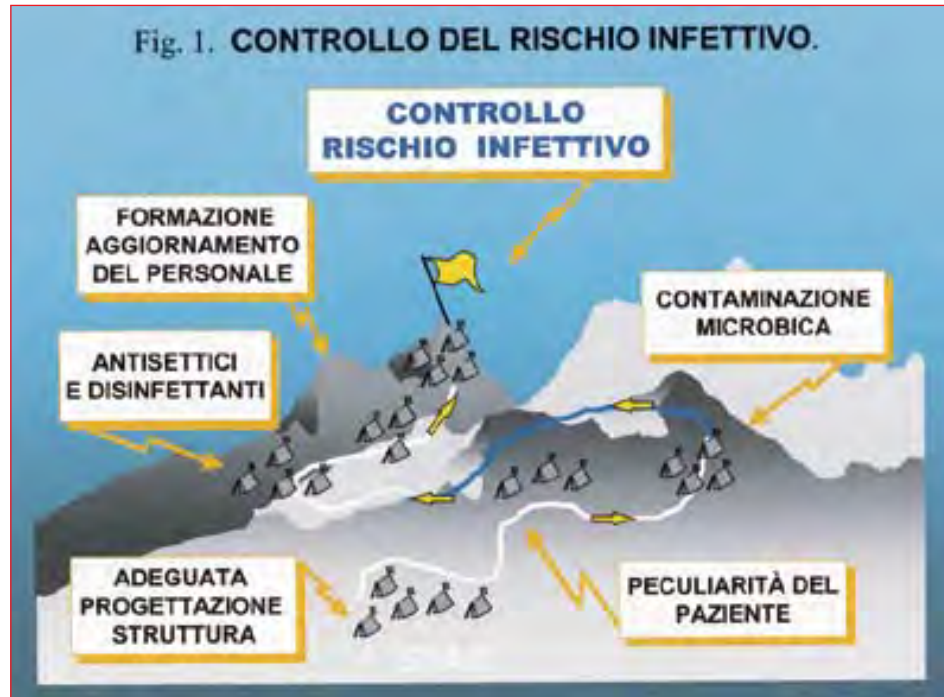 Fig. 1. CONTROLLO DEL RISCHIO INFETTIVO.
CONTROLLO
RISCHIO INFETTIVO
FORMAZIONE
AGGIORNAMENTO
DEL PERSONALE
CONTAMINAZIONE
MICROBICA
ANTISETTICI
E DISINFETTANTI
ADEGUATA
PROGETTAZIONE
STRUTTURA
PECULIARITÀ DEL
PAZIENTE